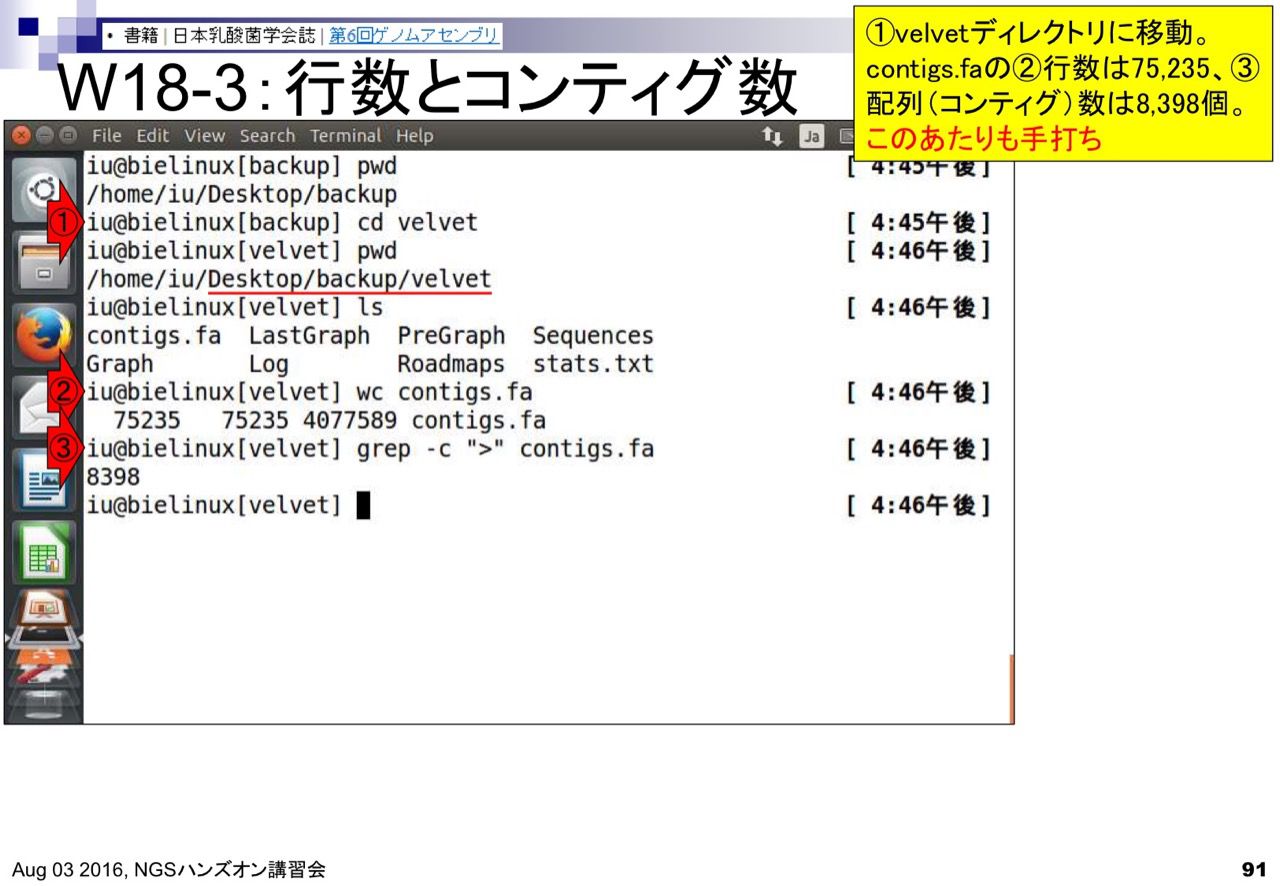 • 書籍 | 日本乳酸菌学会誌 | 第6回ゲノムアセンブリ
W18-3：行数とコンティグ数
①velvetディレクトリに移動。
contigs.faの②行数は75,235、③
配列（コンティグ）数は8,398個。
このあたりも手打ち
File Edit View Search Terminal Help Ja
iu@bielinux[backup] pwd [ 4:45午後]
/home/iu/Desktop/backup
① iu@bielinux[backup] cd velvet [ 4:45午後]
iu@bielinux[velvet] pwd [ 4:46午後]
/home/iu/Desktop/backup/velvet
iu@bielinux[velvet] ls [ 4:46午後]
contigs.fa LastGraph PreGraph Sequences
Graph Log Roadmaps stats.txt
② iu@bielinux[velvet] wc contigs.fa [ 4:46午後]
75235 75235 4077589 contigs.fa
③ iu@bielinux[velvet] grep -c ">" contigs.fa [ 4:46午後]
8398
iu@bielinux[velvet] [ 4:46午後]
Aug 03 2016, NGSハンズオン講習会
91